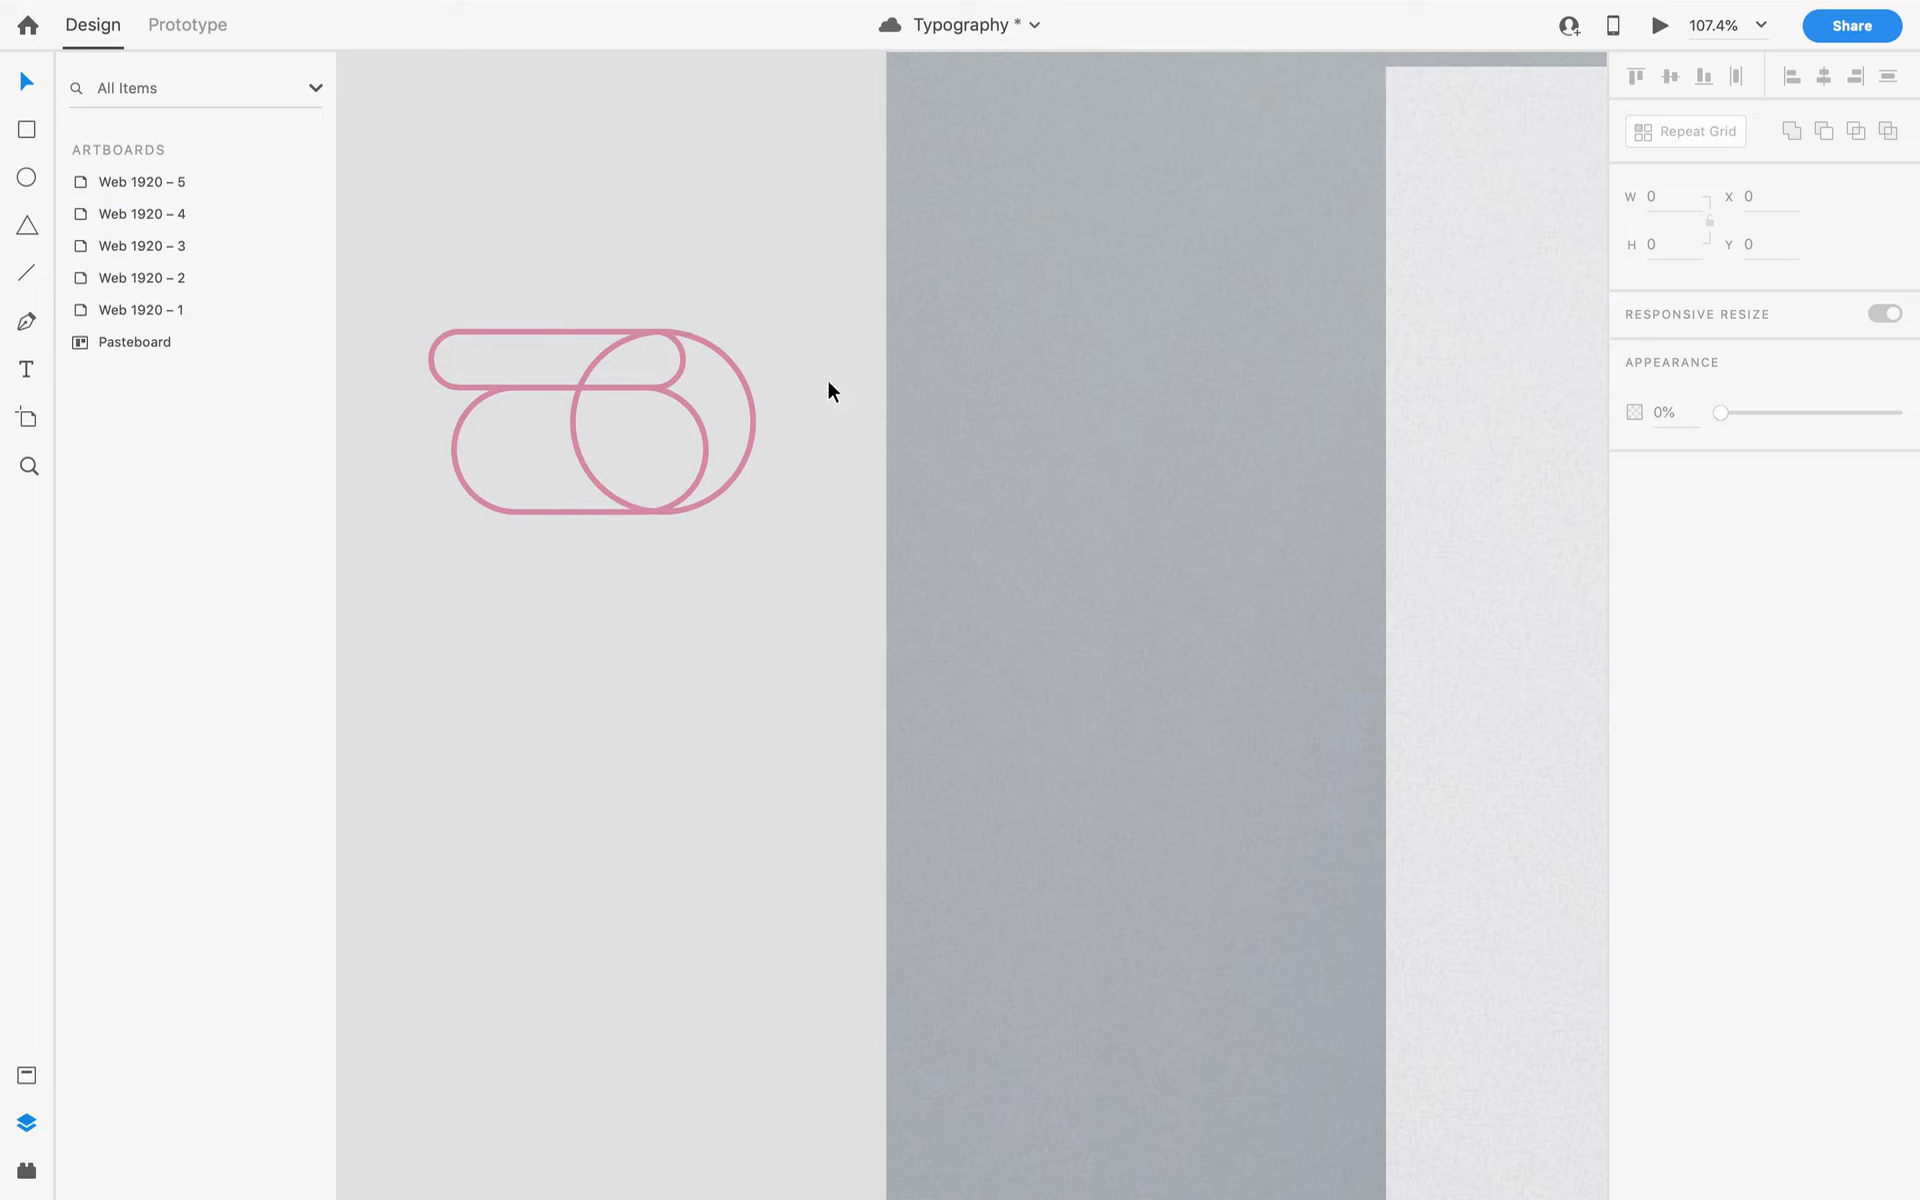 Design Prototype Typography * 107.4% Share
All Items
ARTBOARDS
Web 1920 – 5
Web 1920 – 4
Web 1920 – 3
Web 1920 – 2
Web 1920 – 1
Pasteboard
T
Repeat Grid
W 0 X 0
H 0 Y 0
RESPONSIVE RESIZE
APPEARANCE
0%